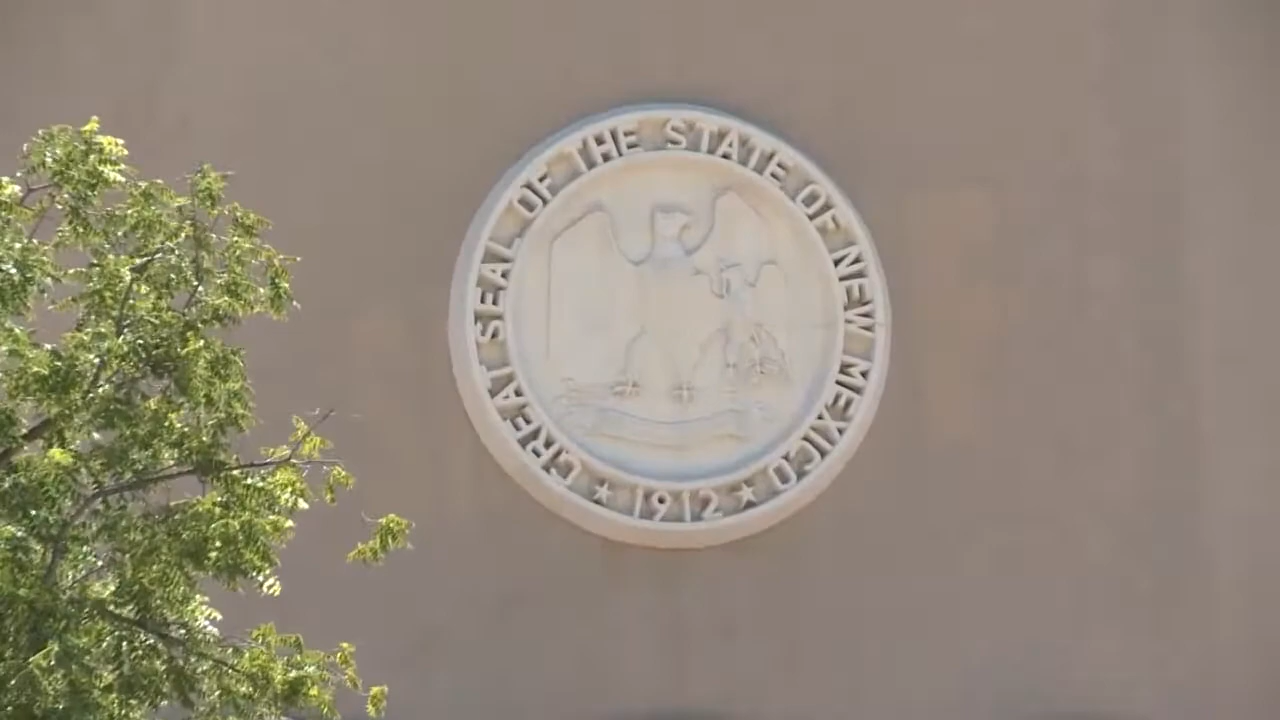 GREAT SEAL OF THE STATE OF NEW MEXICO
★ 1912 ★